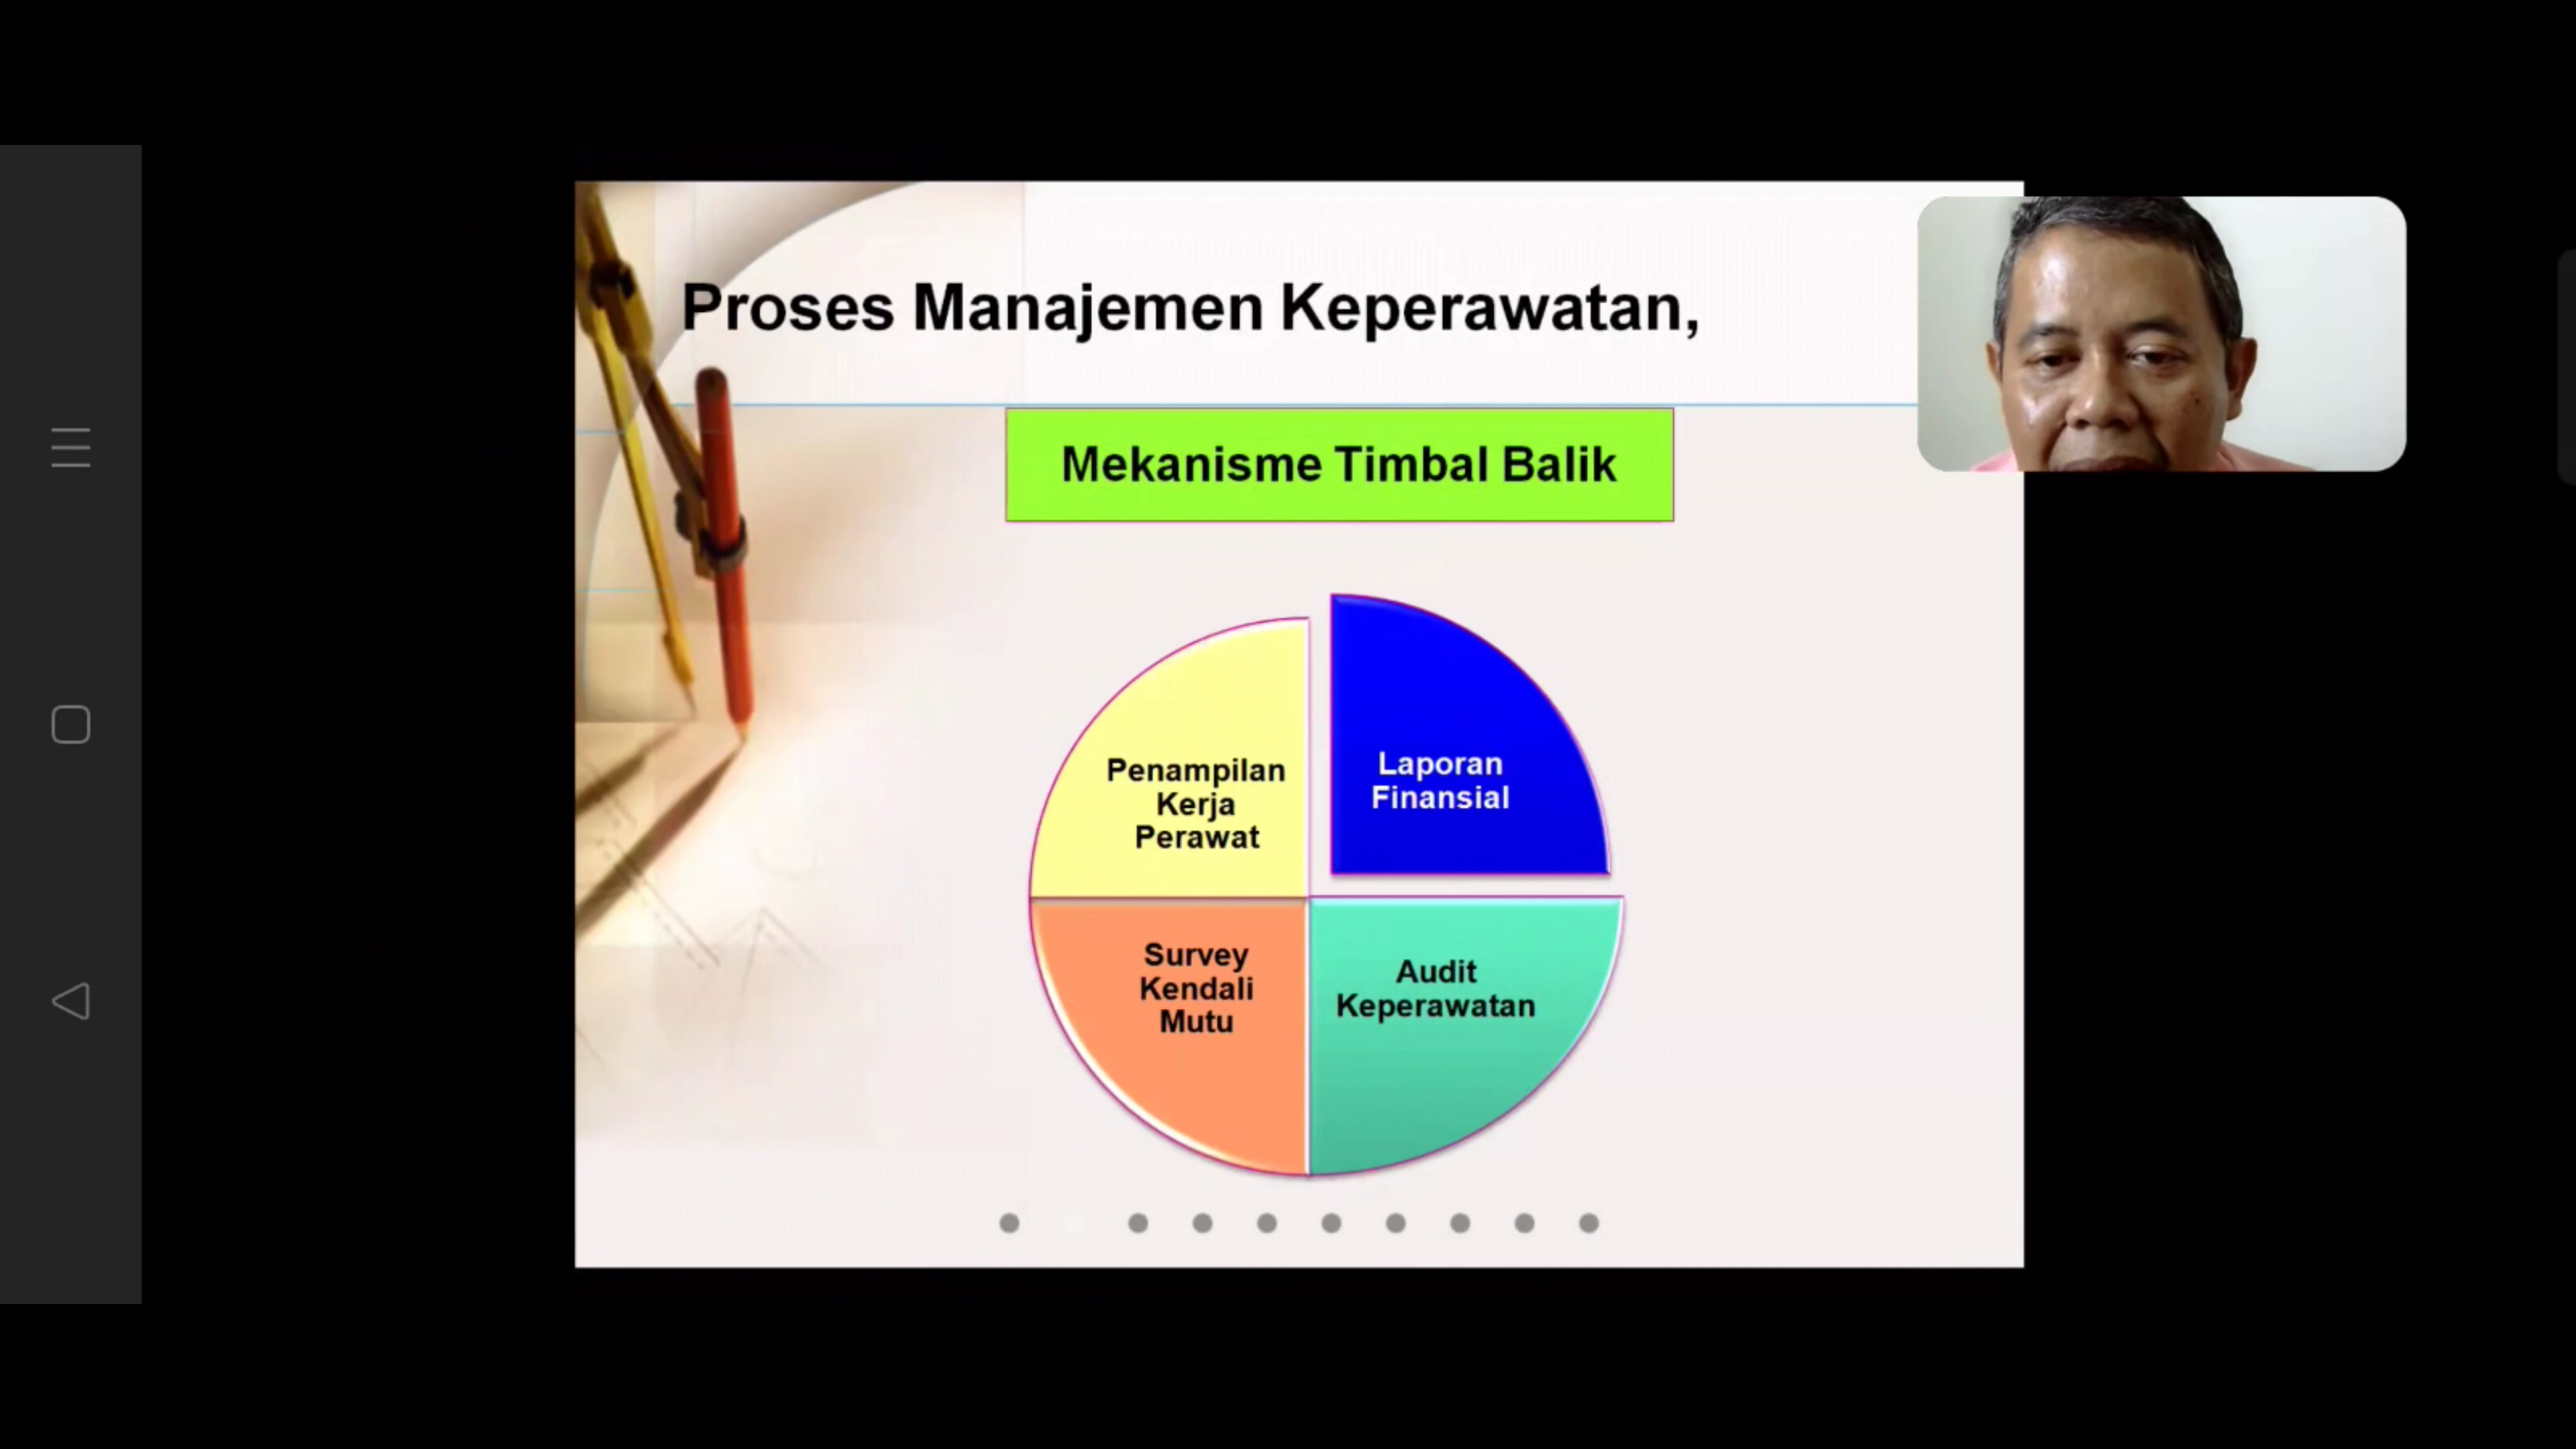 Proses Manajemen Keperawatan,
Mekanisme Timbal Balik
Penampilan
Kerja
Perawat
Laporan
Finansial
Survey
Kendali
Mutu
Audit
Keperawatan